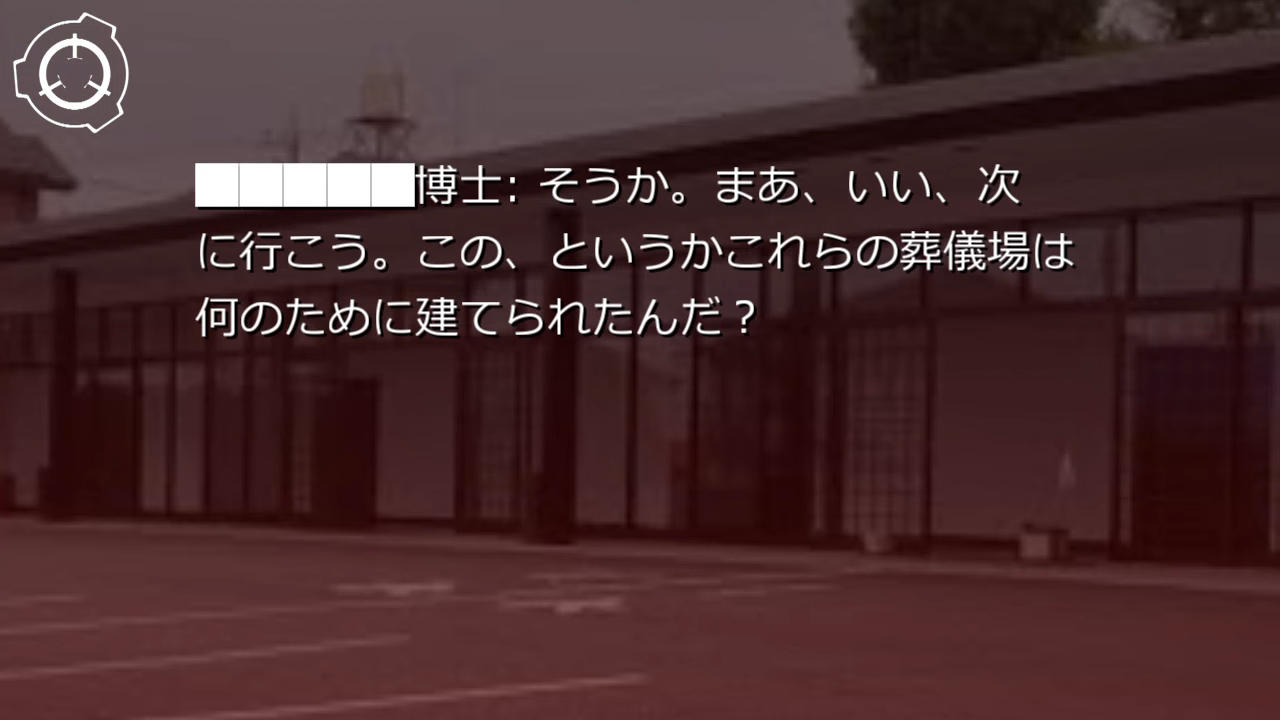 █████博士: そうか。まあ、いい、次
に行こう。この、というかこれらの葬儀場は
何のために建てられたんだ？